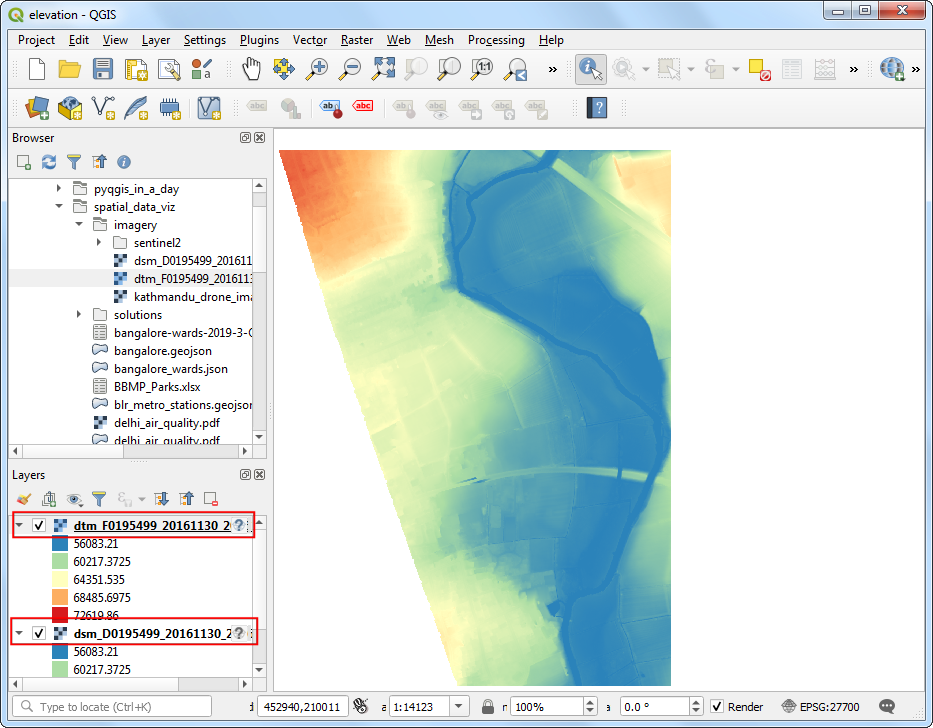 elevation - QGIS
Project Edit View Layer Settings Plugins Vector Raster Web Mesh Processing Help
Browser
pyqgis_in_a_day
spatial_data_viz
imagery
sentinel2
dsm_D0195499_20161
dtm_F0195499_201611
kathmandu_drone_ima
solutions
bangalore-wards-2019-3-
bangalore.geojson
bangalore_wards.json
BBMP_Parks.xlsx
blr_metro_stations.geojson
delhi_air_quality.pdf
delhi_air_quality.pdf
Layers
dtm_F0195499_20161130_2
56083.21
60217.3725
64351.535
68485.6975
72619.86
dsm_D0195499_20161130_2
56083.21
60217.3725
Type to locate (Ctrl+K) 452940,210011 1:14123 100% 0.0 ° Render EPSG:27700